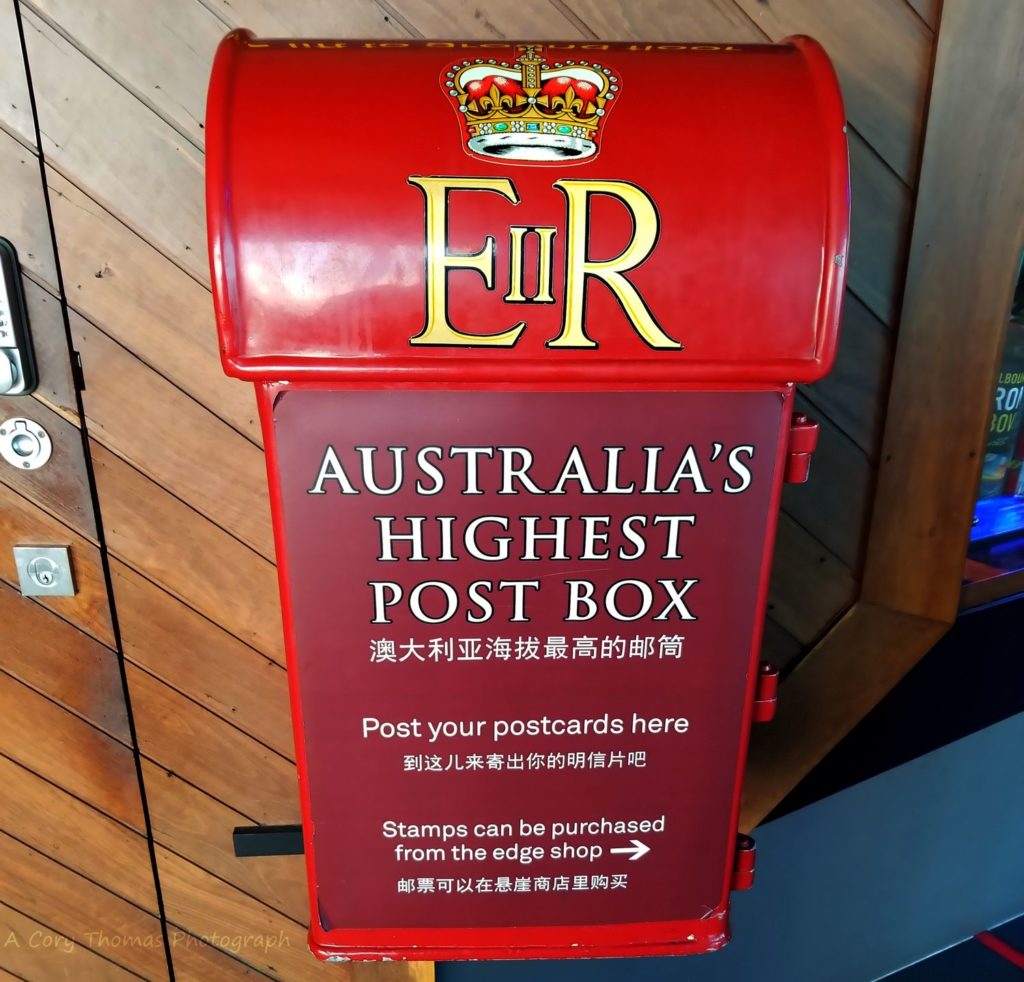 EIIR
AUSTRALIA'S
HIGHEST
POST BOX
澳大利亚海拔最高的邮筒
Post your postcards here
到这儿来寄出你的明信片吧
Stamps can be purchased
from the edge shop →
邮票可以在悬崖商店里购买
A Cory Thomas Photograph